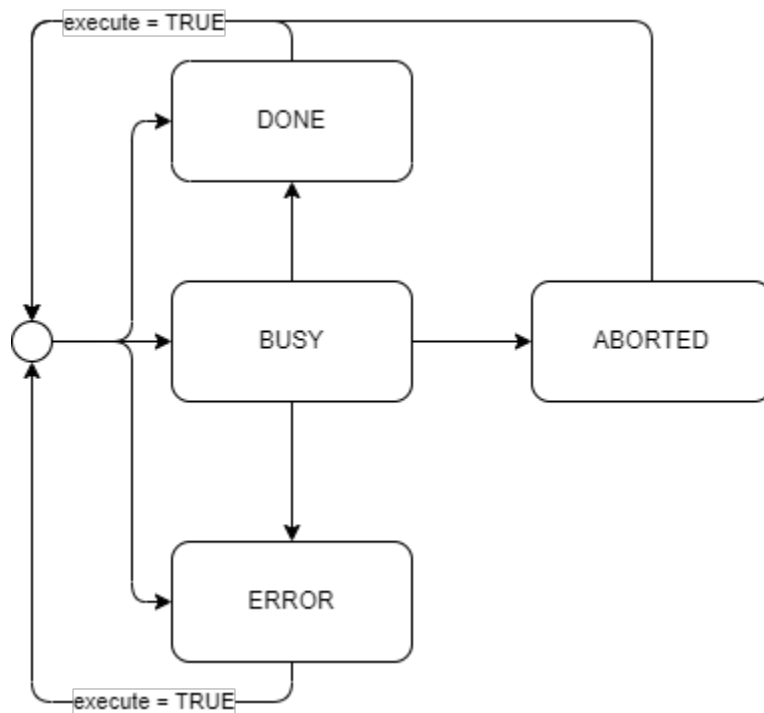 execute = TRUE
DONE
BUSY
ABORTED
ERROR
execute = TRUE